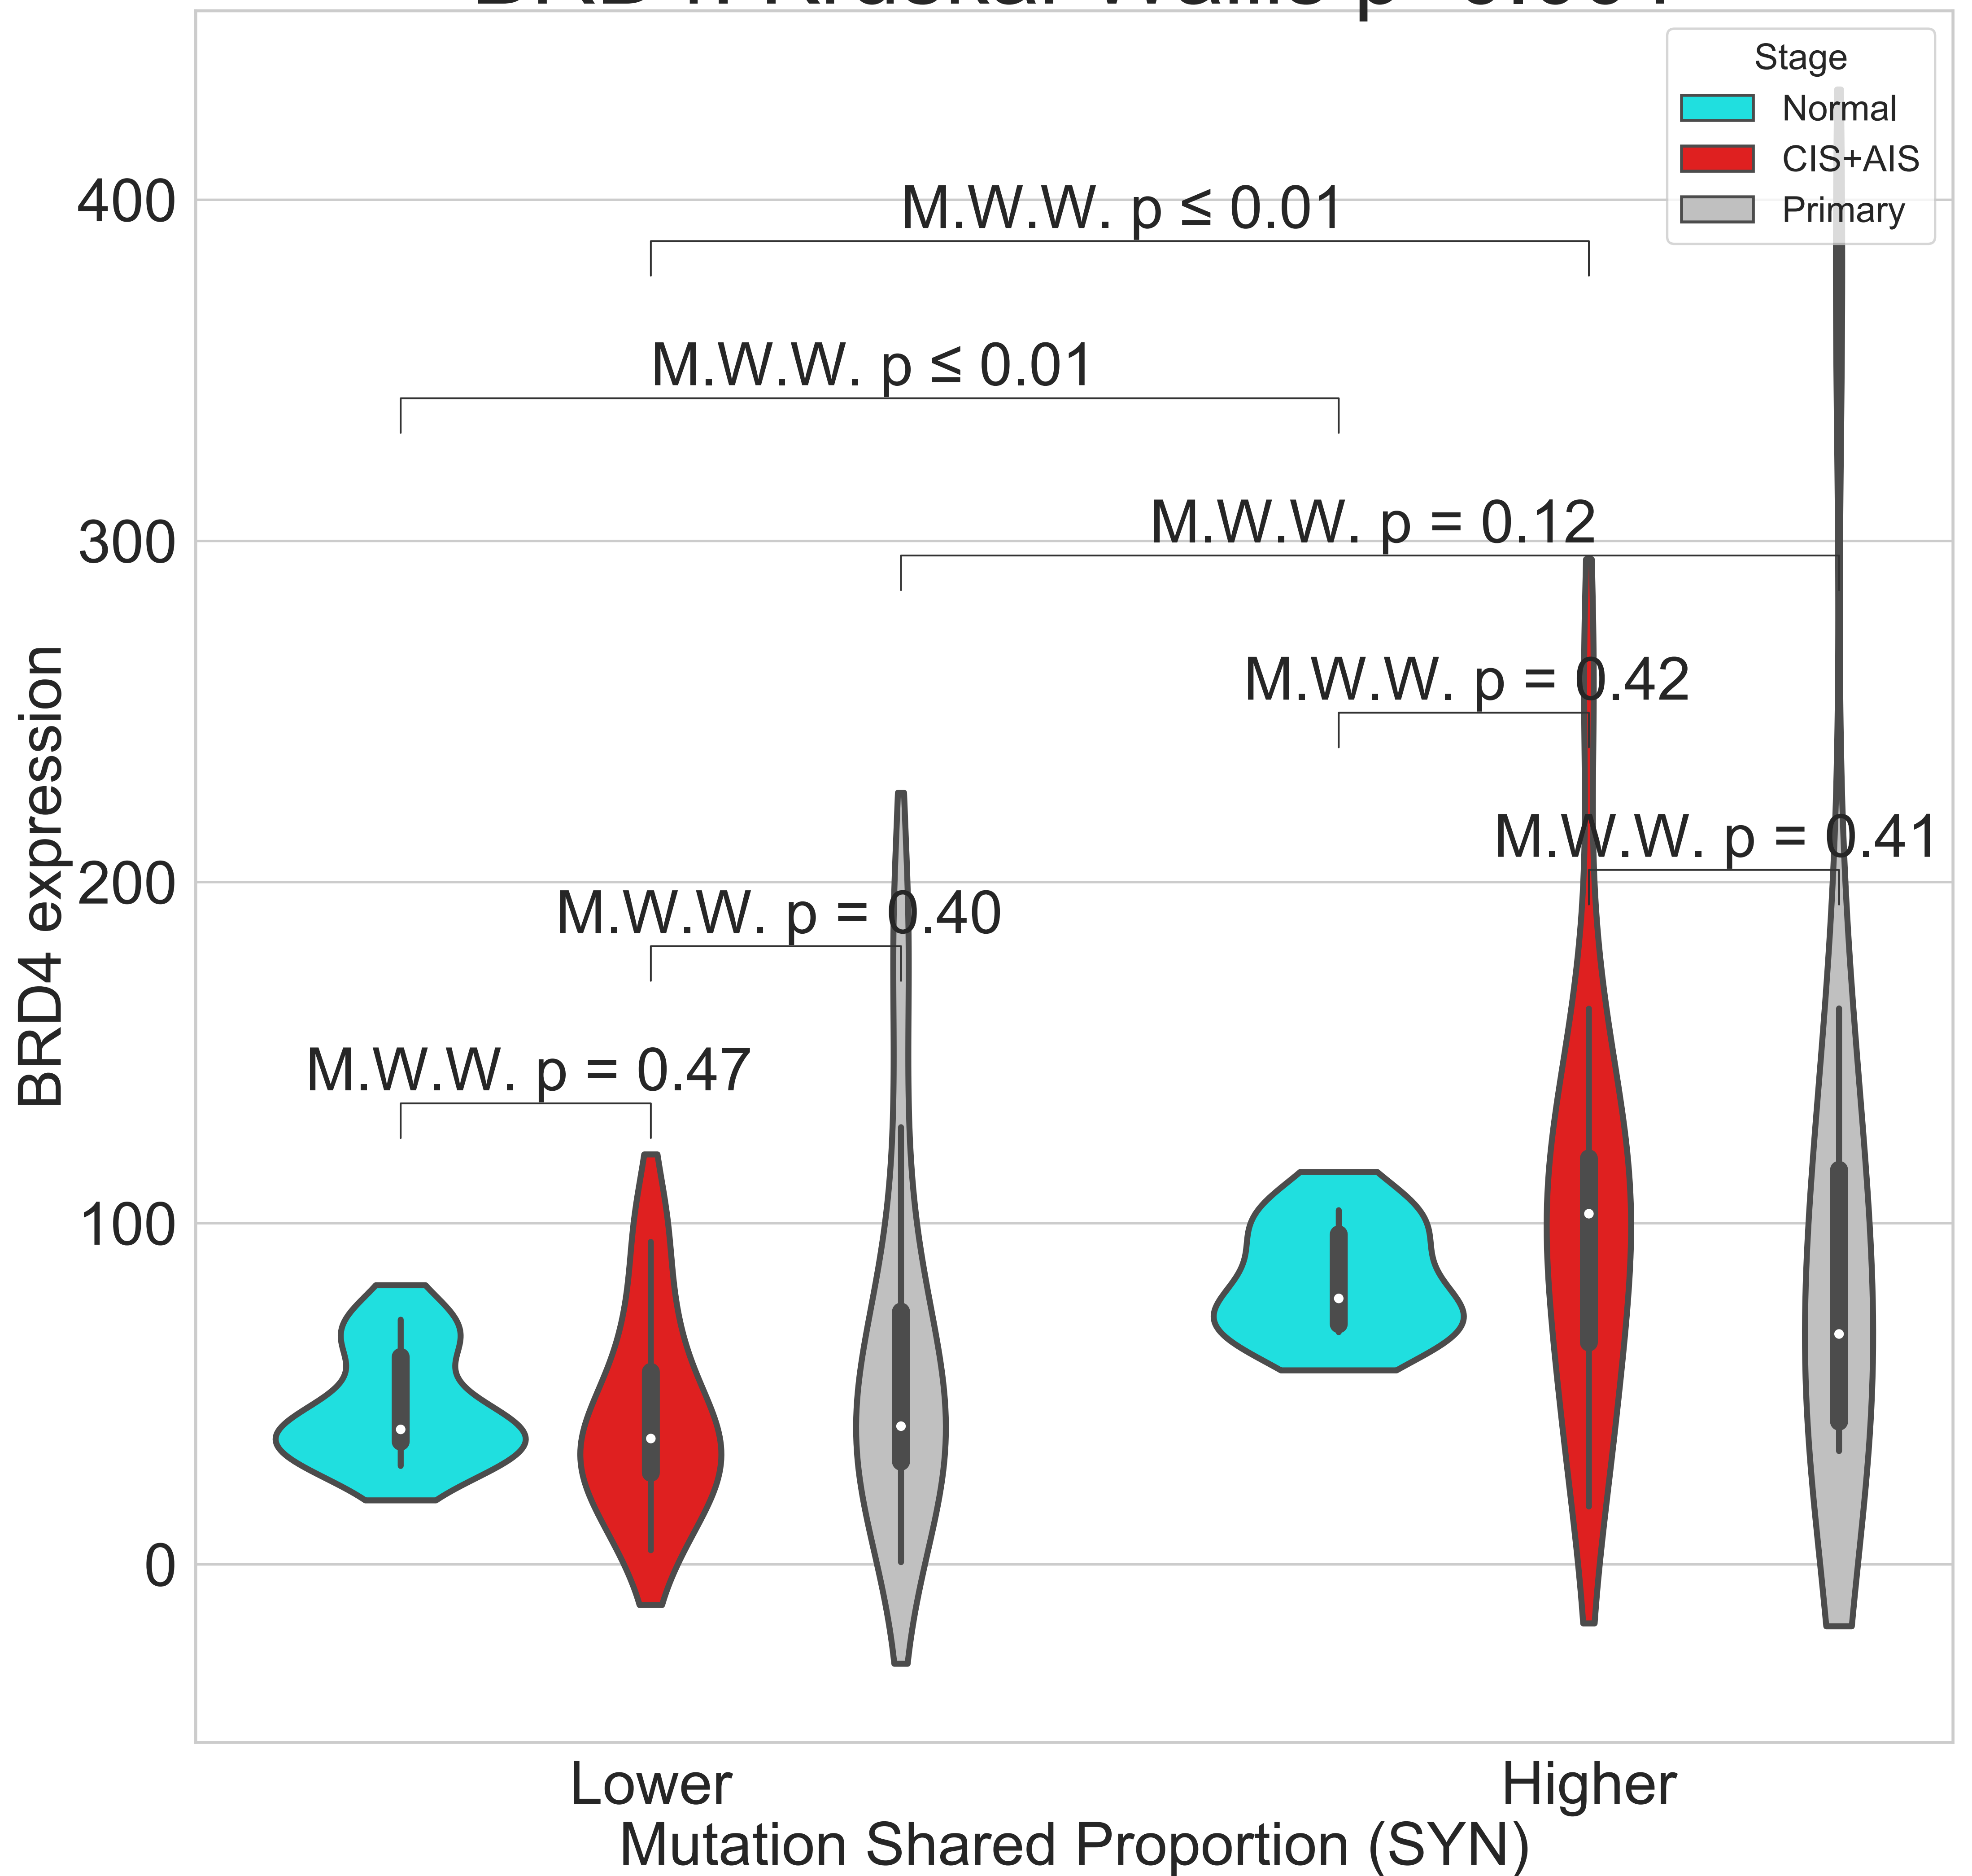 Stage
Normal
CIS+AIS
Primary
400
300
200
100
0
BRD4 expression
M.W.W. p ≤ 0.01
M.W.W. p ≤ 0.01
M.W.W. p = 0.12
M.W.W. p = 0.42
M.W.W. p = 0.41
M.W.W. p = 0.40
M.W.W. p = 0.47
Lower
Higher
Mutation Shared Proportion (SYN)